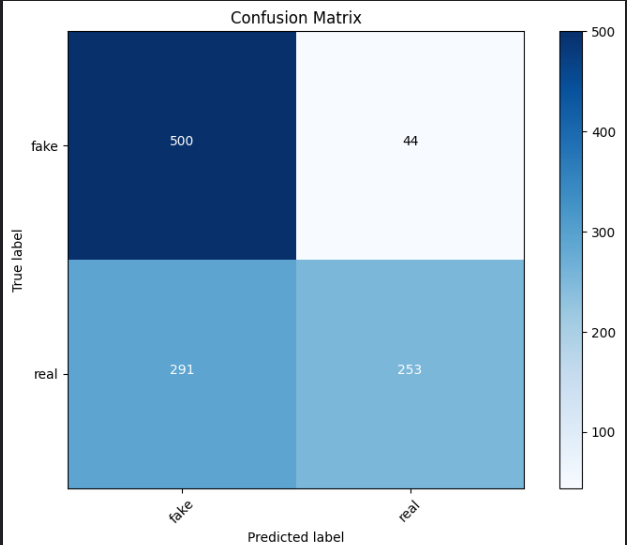 Confusion Matrix
fake
500
44
real
291
253
fake
real
True label
Predicted label
500
400
300
200
100